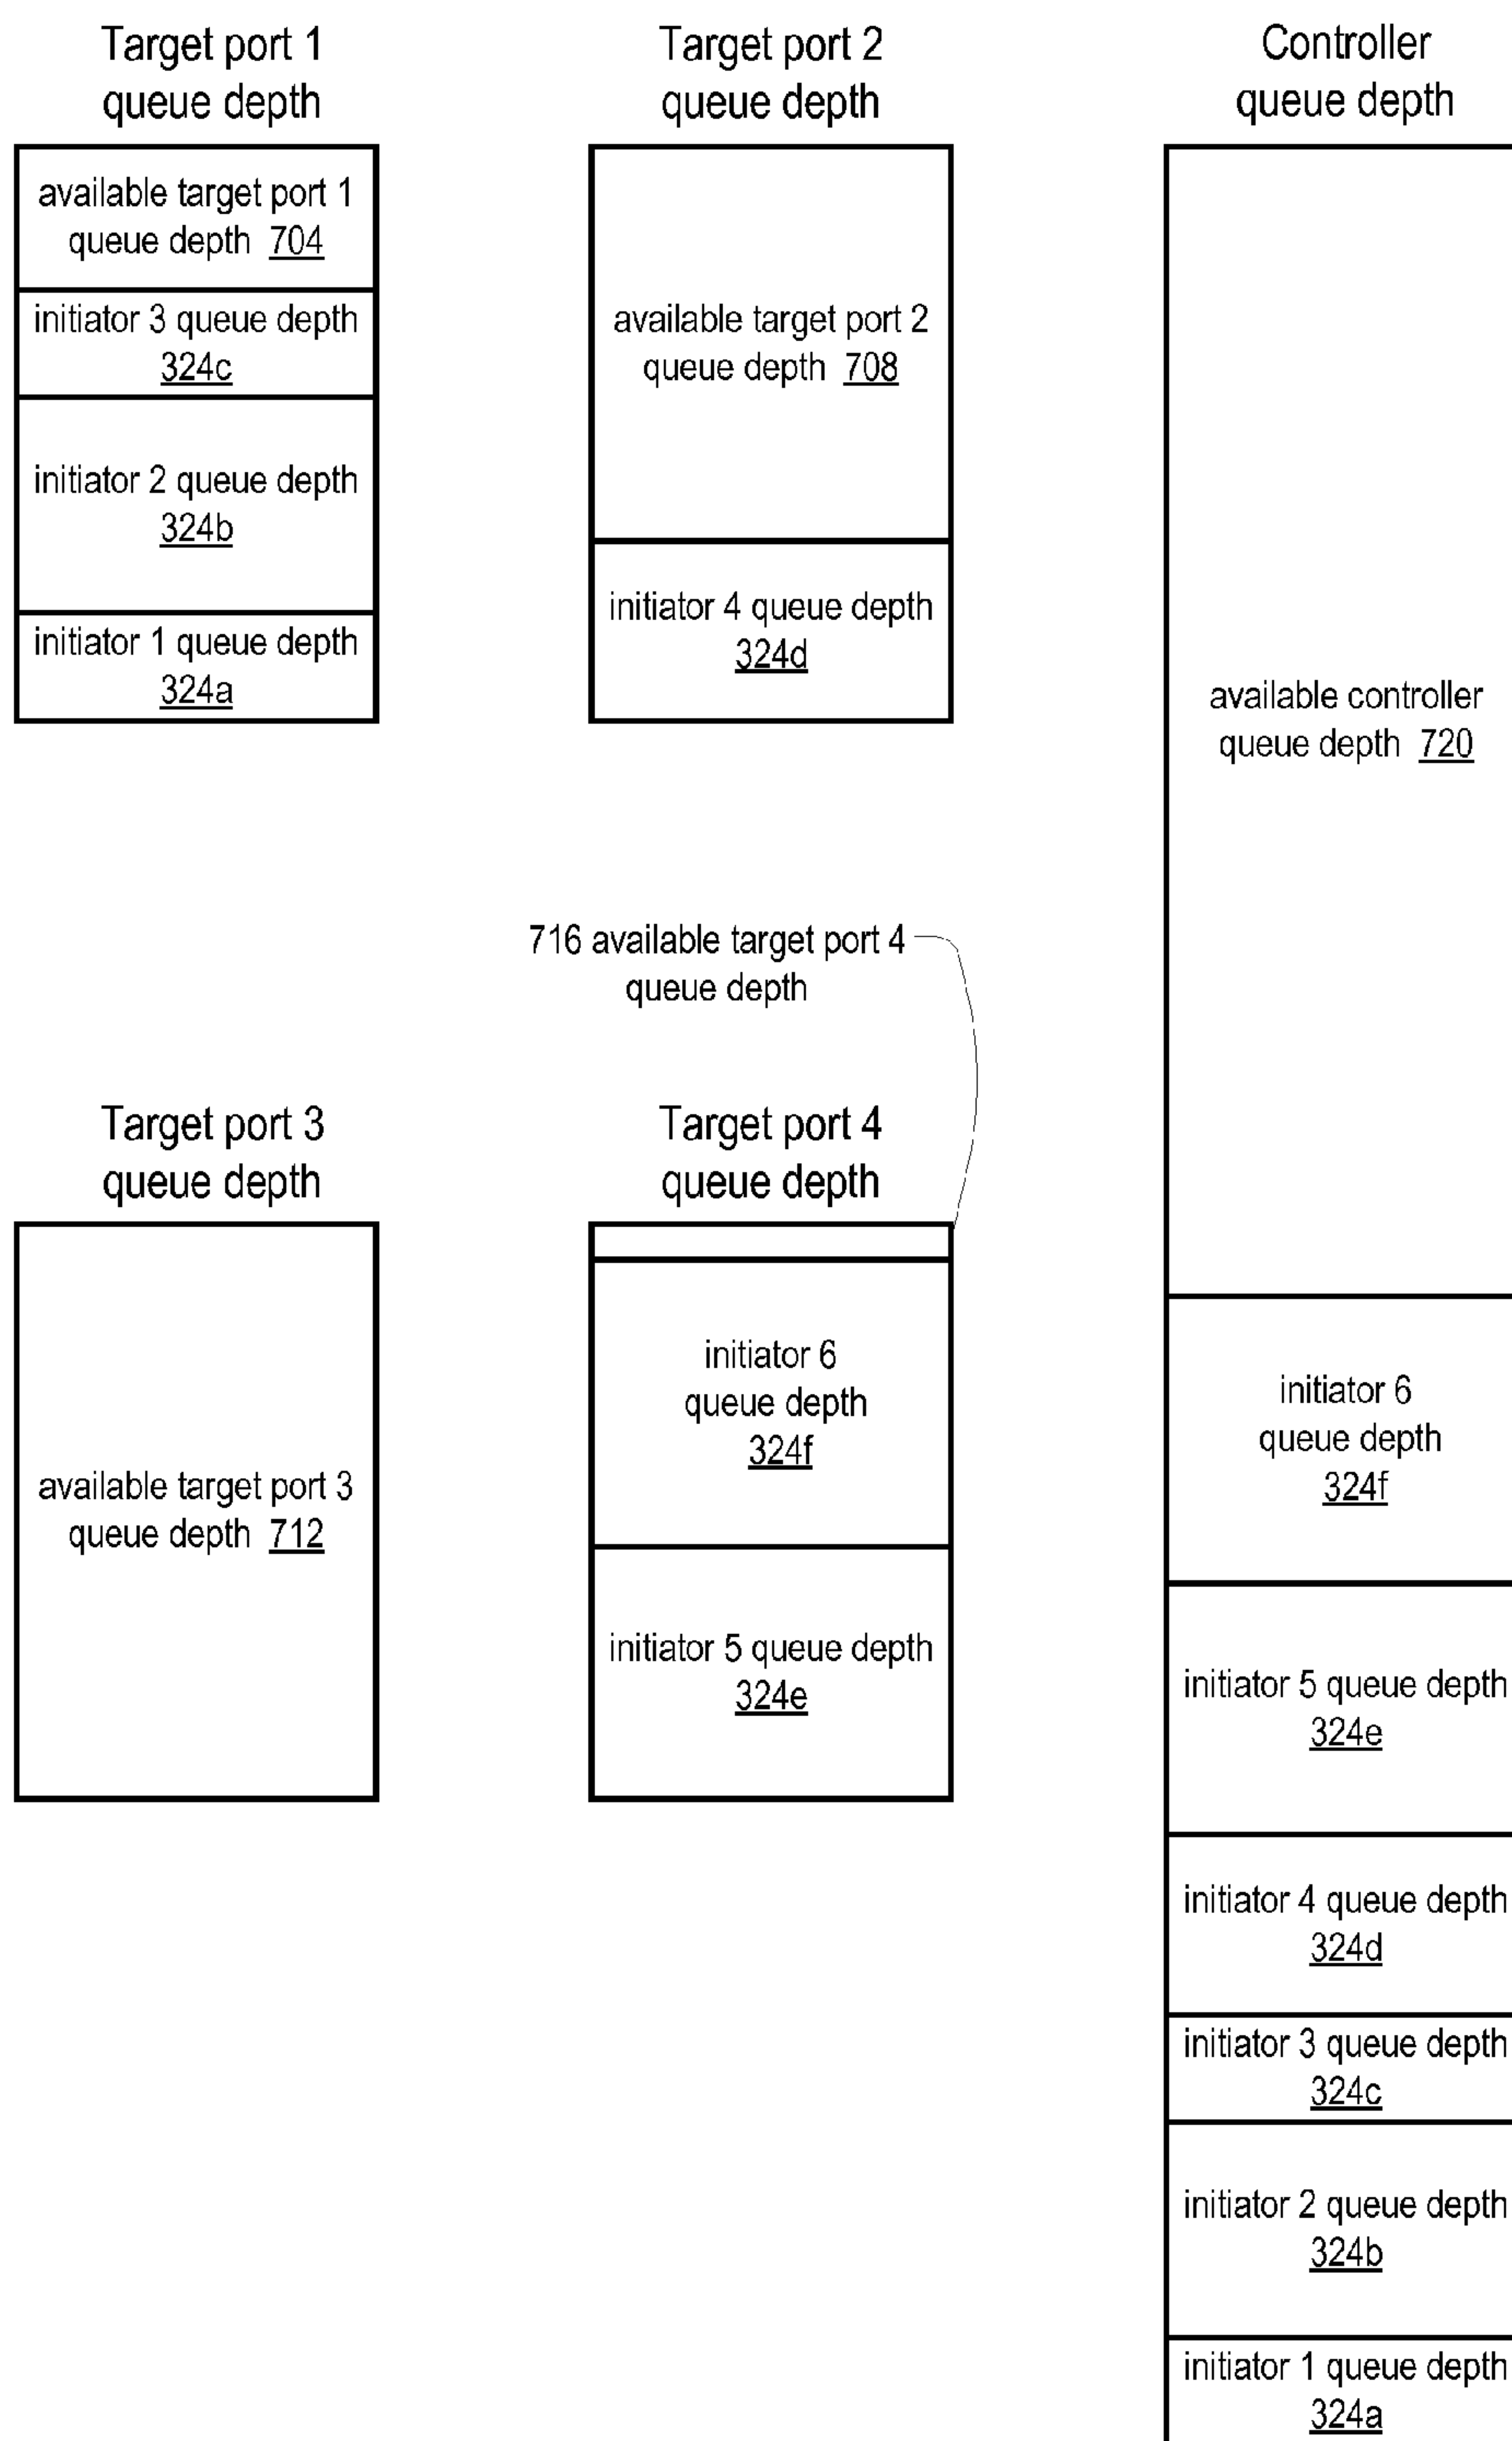 Target port 1
queue depth
available target port 1
queue depth 704
initiator 3 queue depth
324c
initiator 2 queue depth
324b
initiator 1 queue depth
324a
Target port 2
queue depth
available target port 2
queue depth 708
initiator 4 queue depth
324d
Target port 3
queue depth
available target port 3
queue depth 712
716 available target port 4
queue depth
Target port 4
queue depth
initiator 6
queue depth
324f
initiator 5 queue depth
324e
Controller
queue depth
available controller
queue depth 720
initiator 6
queue depth
324f
initiator 5 queue depth
324e
initiator 4 queue depth
324d
initiator 3 queue depth
324c
initiator 2 queue depth
324b
initiator 1 queue depth
324a